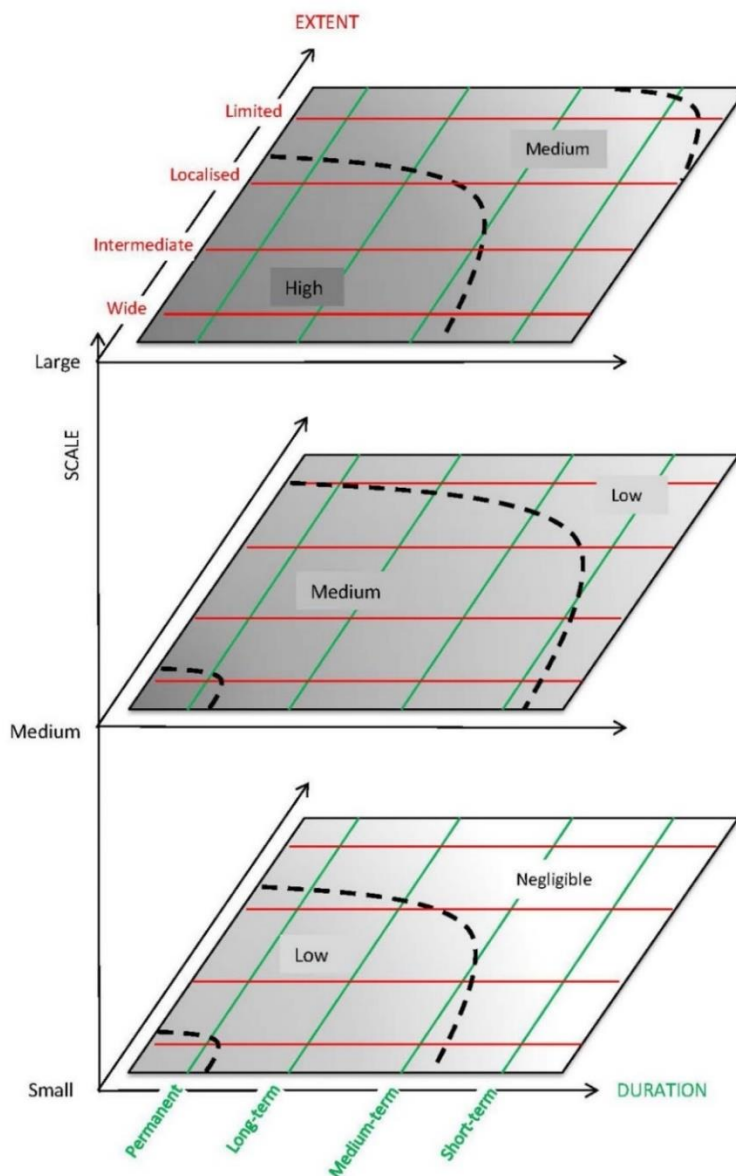 EXTENT
Limited
Medium
Localised
Intermediate
High
Wide
Large
SCALE
Low
Medium
Medium
Negligible
Low
Small
Permanent
Long-term
Medium-term
Short-term
DURATION